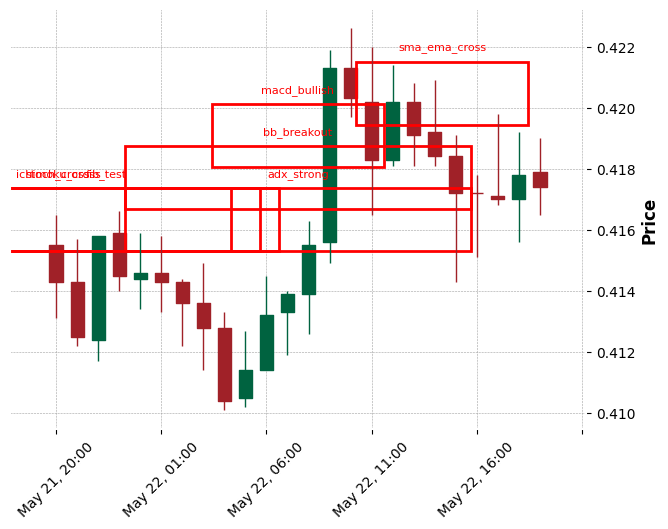 sma_ema_cross
0.422
macd_bullish
0.420
bb_breakout
0.418
adx_strong
0.416
0.414
0.412
0.410
Price
May 21, 20:00
May 22, 01:00
May 22, 06:00
May 22, 11:00
May 22, 16:00